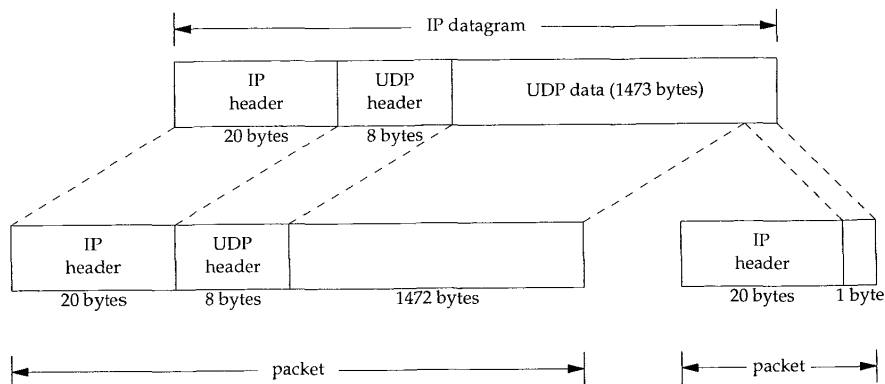 IP datagram
IP header
UDP header
UDP data (1473 bytes)
20 bytes
8 bytes
IP header
UDP header
IP header
20 bytes
8 bytes
1472 bytes
20 bytes
1 byte
packet
packet